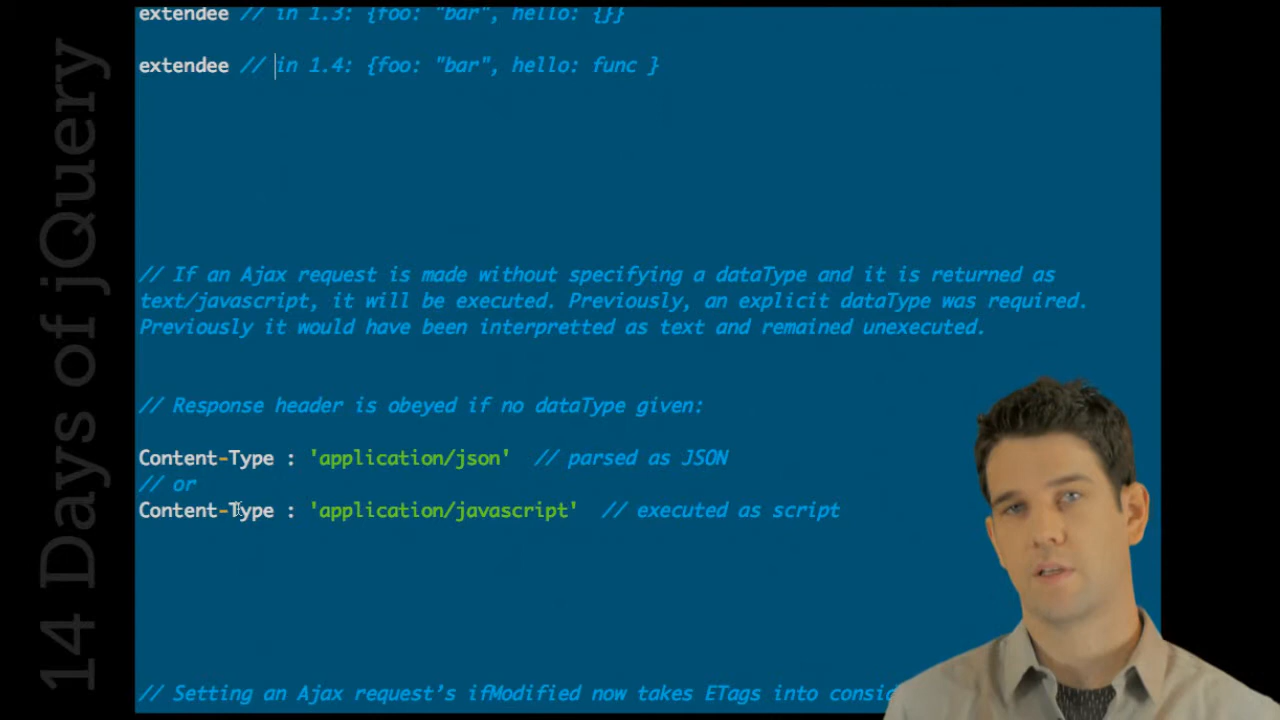 14 Days of jQuery
extendee // in 1.3: {foo: "bar", hello: {}}
extendee // in 1.4: {foo: "bar", hello: func }
// If an Ajax request is made without specifying a dataType and it is returned as
text/javascript, it will be executed. Previously, an explicit dataType was required.
Previously it would have been interpretted as text and remained unexecuted.
// Response header is obeyed if no dataType given:
Content-Type : 'application/json' // parsed as JSON
// or
Content-Type : 'application/javascript' // executed as script
// Setting an Ajax request’s ifModified now takes ETags into